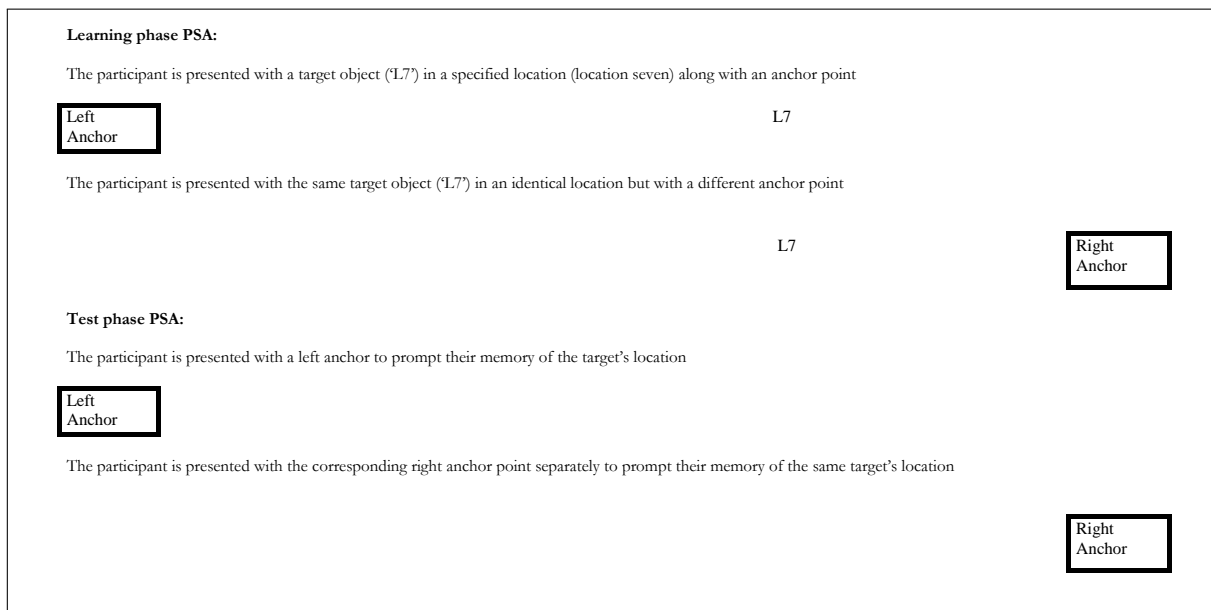 Learning phase PSA:
The participant is presented with a target object (‘L7’) in a specified location (location seven) along with an anchor point
Left
Anchor
L7
The participant is presented with the same target object (‘L7’) in an identical location but with a different anchor point
L7
Right
Anchor
Test phase PSA:
The participant is presented with a left anchor to prompt their memory of the target’s location
Left
Anchor
The participant is presented with the corresponding right anchor point separately to prompt their memory of the same target’s location
Right
Anchor